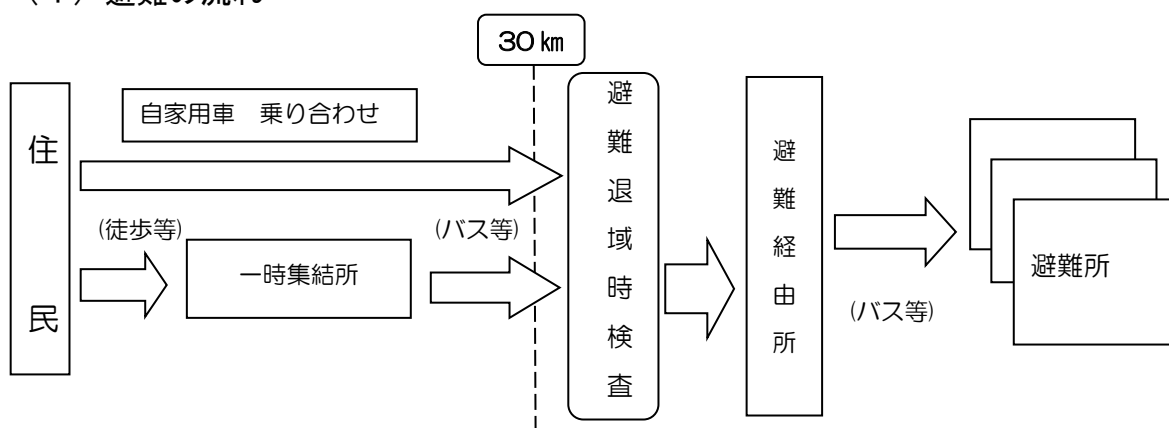 避難の流れ
30㎞
自家用車　乗り合わせ
住民
(徒歩等)
一時集結所
(バス等)
避難退域時検査
避難経由所
(バス等)
避難所